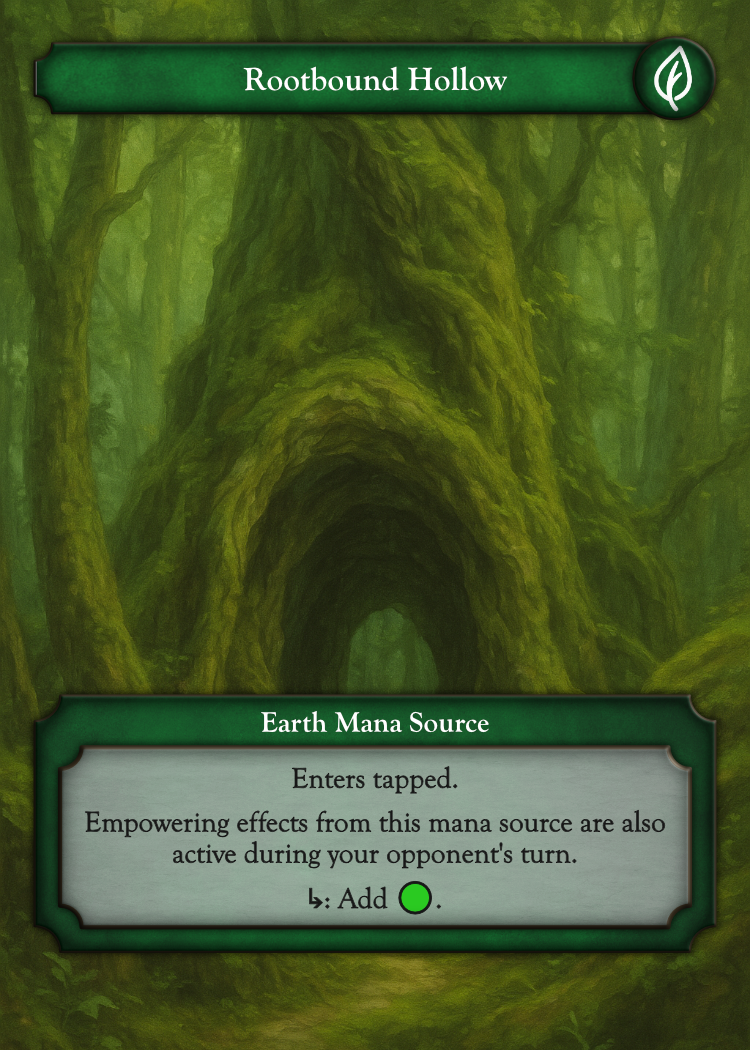 Rootbound Hollow
Earth Mana Source
Enters tapped.
Empowering effects from this mana source are also
active during your opponent's turn.
↳: Add .